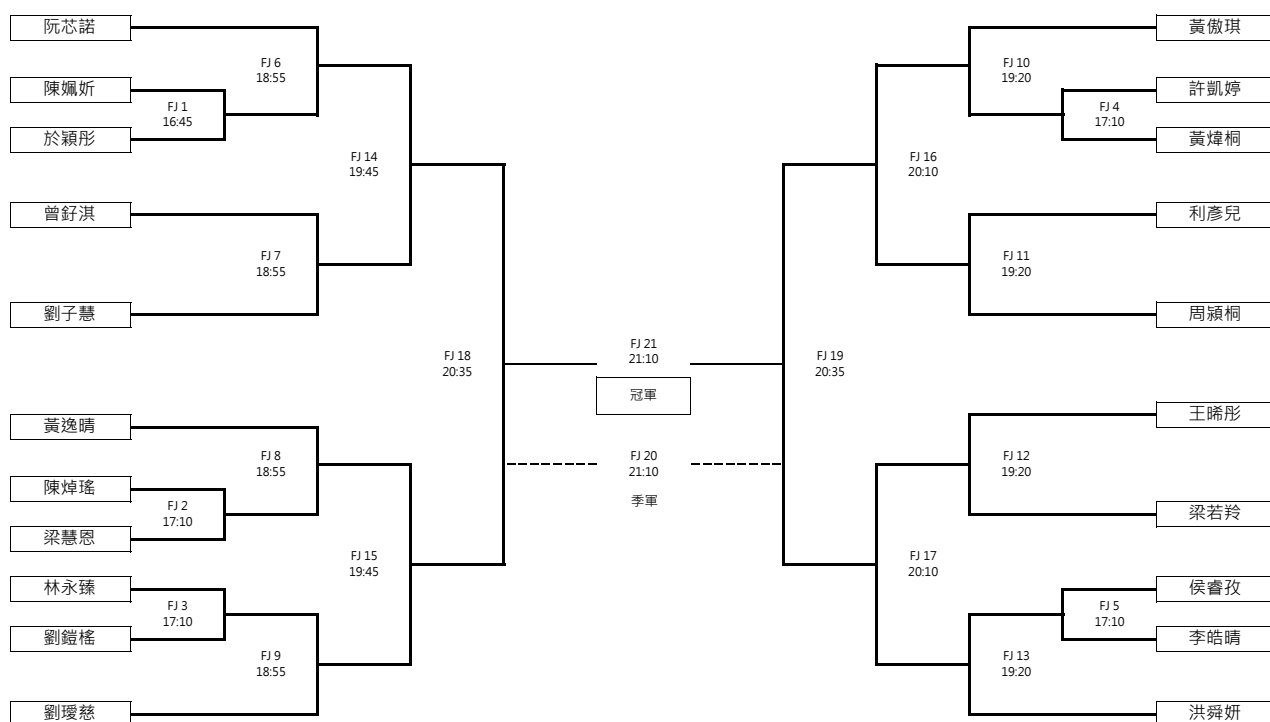 阮芯諾
陳姵妡
於穎彤
曾釨淇
劉子慧
黃逸晴
陳焯瑤
梁慧恩
林永臻
劉鎧榣
劉璦慈
FJ 1
16:45
FJ 2
17:10
FJ 3
17:10
FJ 6
18:55
FJ 7
18:55
FJ 8
18:55
FJ 9
18:55
FJ 14
19:45
FJ 15
19:45
FJ 18
20:35
FJ 21
21:10
冠軍
FJ 20
21:10
季軍
FJ 19
20:35
FJ 16
20:10
FJ 17
20:10
FJ 10
19:20
FJ 11
19:20
FJ 12
19:20
FJ 13
19:20
FJ 4
17:10
FJ 5
17:10
黃傲琪
許凱婷
黃煒桐
利彥兒
周潁桐
王晞彤
梁若羚
侯睿孜
李皓晴
洪舜妍